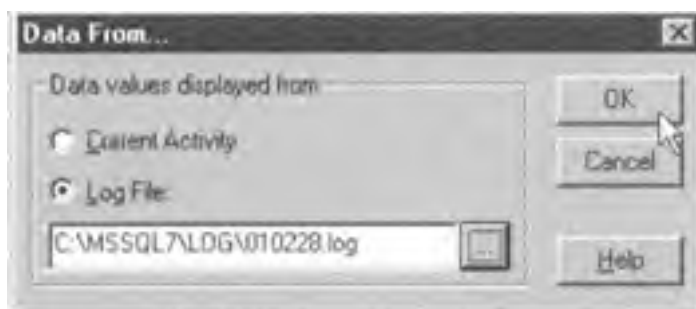 Data From...
Data values displayed from
OK
Current Activity
Cancel
Log File:
C:\MSSQL7\LOG\010228.log
...
Help